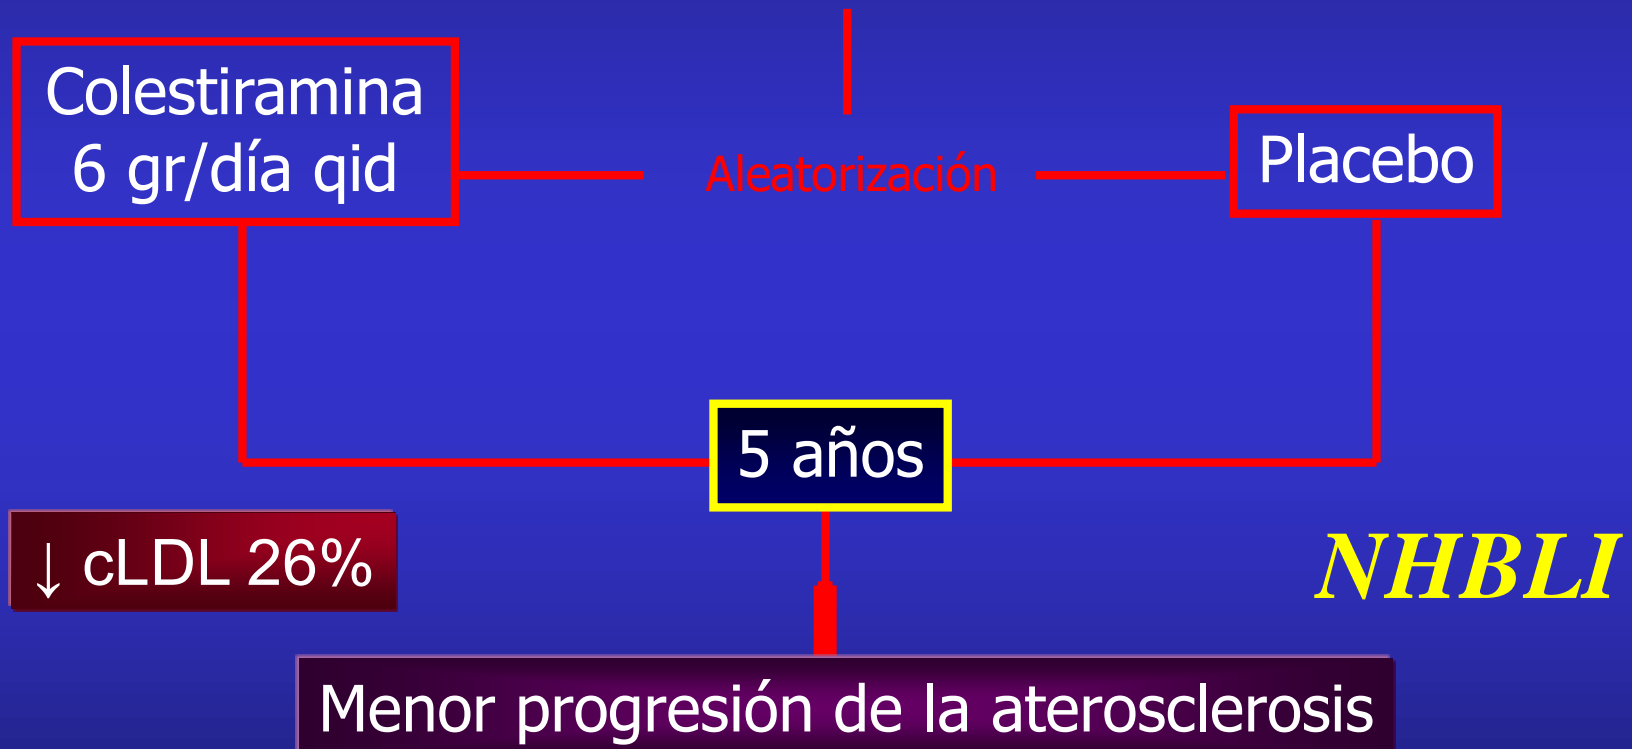 Colestiramina
6 gr/día qid
Aleatorización
Placebo
5 años
↓ cLDL 26%
NHBLI
Menor progresión de la aterosclerosis